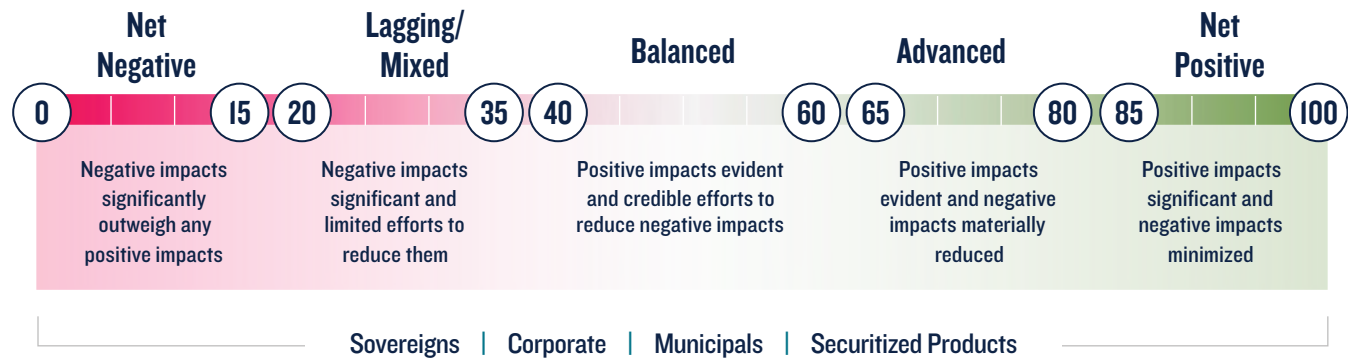 Net
Negative
Lagging/
Mixed
Balanced
Advanced
Net
Positive
0
15
20
35
40
60
65
80
85
100
Negative impacts
significantly
outweigh any
positive impacts
Negative impacts
significant and
limited efforts to
reduce them
Positive impacts evident
and credible efforts to
reduce negative impacts
Positive impacts
evident and negative
impacts materially
reduced
Positive impacts
significant and
negative impacts
minimized
Sovereigns | Corporate | Municipals | Securitized Products